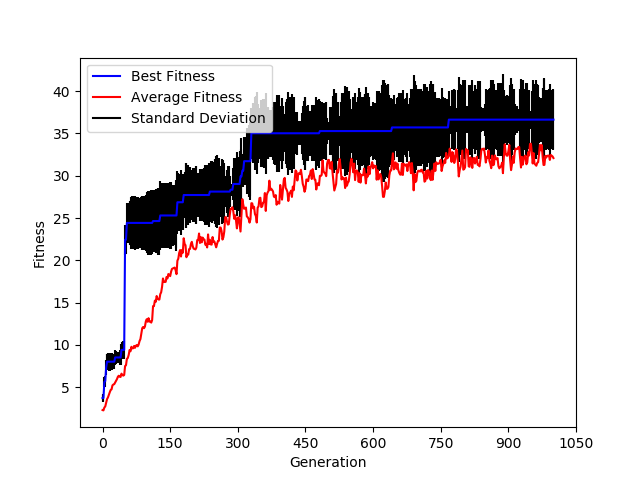 Best Fitness
Average Fitness
Standard Deviation
40
35
30
25
20
15
10
5
Fitness
0 150 300 450 600 750 900 1050
Generation